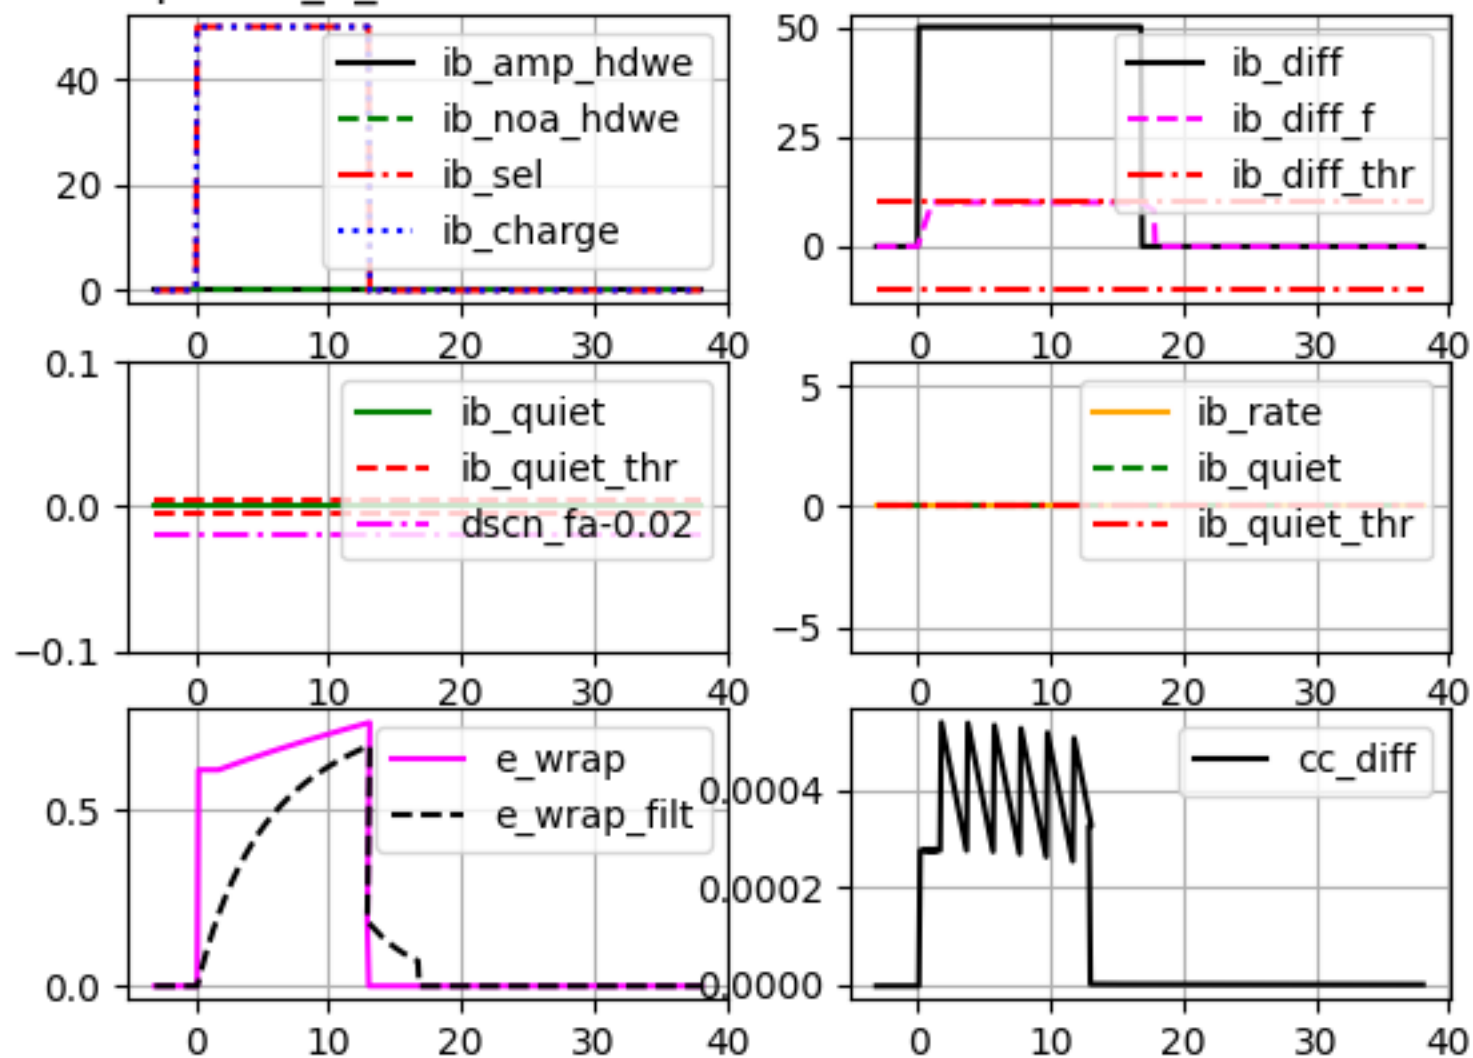 40
20
0
ib_amp_hdwe
ib_noa_hdwe
ib_sel
ib_charge
0 10 20 30 40
50
25
0
ib_diff
ib_diff_f
ib_diff_thr
0 10 20 30 40
0.1
0.0
−0.1
ib_quiet
ib_quiet_thr
dscn_fa-0.02
0 10 20 30 40
5
0
−5
ib_rate
ib_quiet
ib_quiet_thr
0 10 20 30 40
0.5
0.0
e_wrap
e_wrap_filt
0 10 20 30 40
0.0004
0.0002
0.0000
cc_diff
0 10 20 30 40